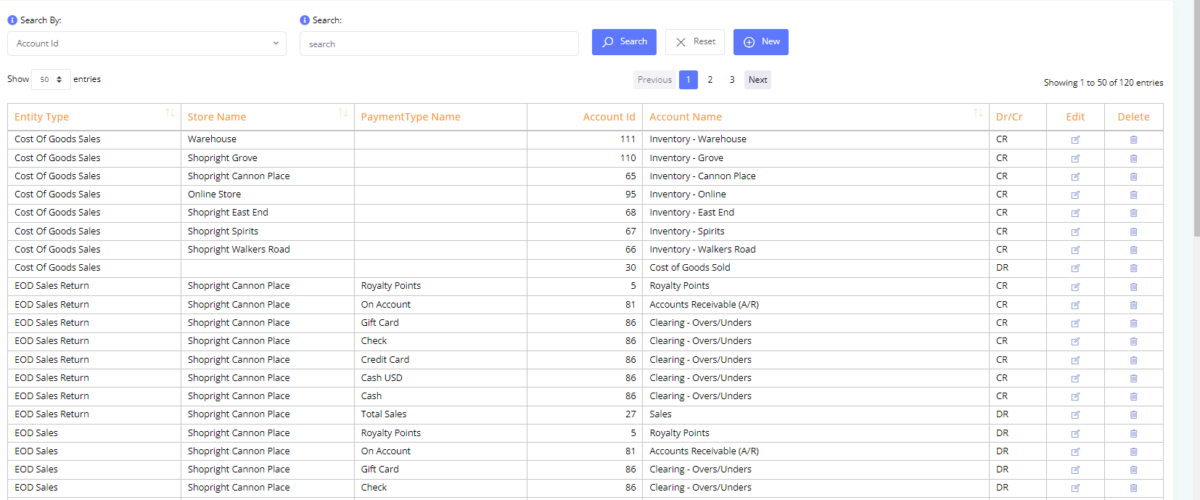 Search By: Search:
Account Id search Search Reset New
Show 50 entries Previous 1 2 3 Next Showing 1 to 50 of 120 entries
Entity Type Store Name PaymentType Name Account Id Account Name Dr/Cr Edit Delete
Cost Of Goods Sales Warehouse 111 Inventory - Warehouse CR
Cost Of Goods Sales Shopright Grove 110 Inventory - Grove CR
Cost Of Goods Sales Shopright Cannon Place 65 Inventory - Cannon Place CR
Cost Of Goods Sales Online Store 95 Inventory - Online CR
Cost Of Goods Sales Shopright East End 68 Inventory - East End CR
Cost Of Goods Sales Shopright Spirits 67 Inventory - Spirits CR
Cost Of Goods Sales Shopright Walkers Road 66 Inventory - Walkers Road CR
Cost Of Goods Sales 30 Cost of Goods Sold DR
EOD Sales Return Shopright Cannon Place Royalty Points 5 Royalty Points CR
EOD Sales Return Shopright Cannon Place On Account 81 Accounts Receivable (A/R) CR
EOD Sales Return Shopright Cannon Place Gift Card 86 Clearing - Overs/Unders CR
EOD Sales Return Shopright Cannon Place Check 86 Clearing - Overs/Unders CR
EOD Sales Return Shopright Cannon Place Credit Card 86 Clearing - Overs/Unders CR
EOD Sales Return Shopright Cannon Place Cash USD 86 Clearing - Overs/Unders CR
EOD Sales Return Shopright Cannon Place Cash 86 Clearing - Overs/Unders CR
EOD Sales Return Shopright Cannon Place Total Sales 27 Sales DR
EOD Sales Shopright Cannon Place Royalty Points 5 Royalty Points DR
EOD Sales Shopright Cannon Place On Account 81 Accounts Receivable (A/R) DR
EOD Sales Shopright Cannon Place Gift Card 86 Clearing - Overs/Unders DR
EOD Sales Shopright Cannon Place Check 86 Clearing - Overs/Unders DR